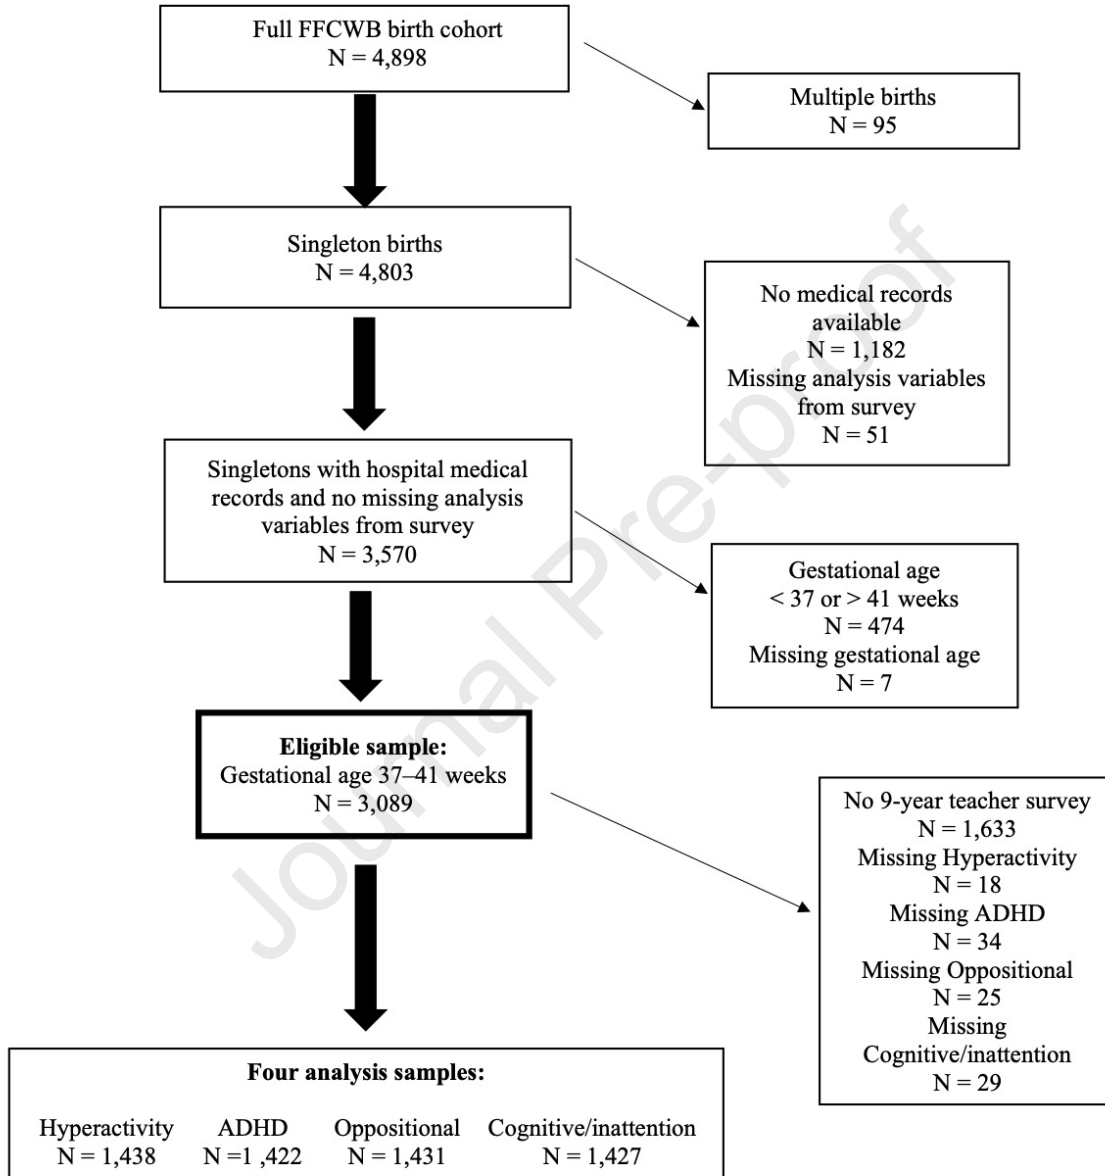 Full FFCWB birth cohort
N = 4,898
Multiple births
N = 95
Singleton births
N = 4,803
No medical records
available
N = 1,182
Missing analysis variables
from survey
N = 51
Singletons with hospital medical
records and no missing analysis
variables from survey
N = 3,570
Gestational age
< 37 or > 41 weeks
N = 474
Missing gestational age
N = 7
Eligible sample:
Gestational age 37–41 weeks
N = 3,089
No 9-year teacher survey
N = 1,633
Missing Hyperactivity
N = 18
Missing ADHD
N = 34
Missing Oppositional
N = 25
Missing
Cognitive/inattention
N = 29
Four analysis samples:
Hyperactivity ADHD Oppositional Cognitive/inattention
N = 1,438 N =1 ,422 N = 1,431 N = 1,427
Journal Pre-proof